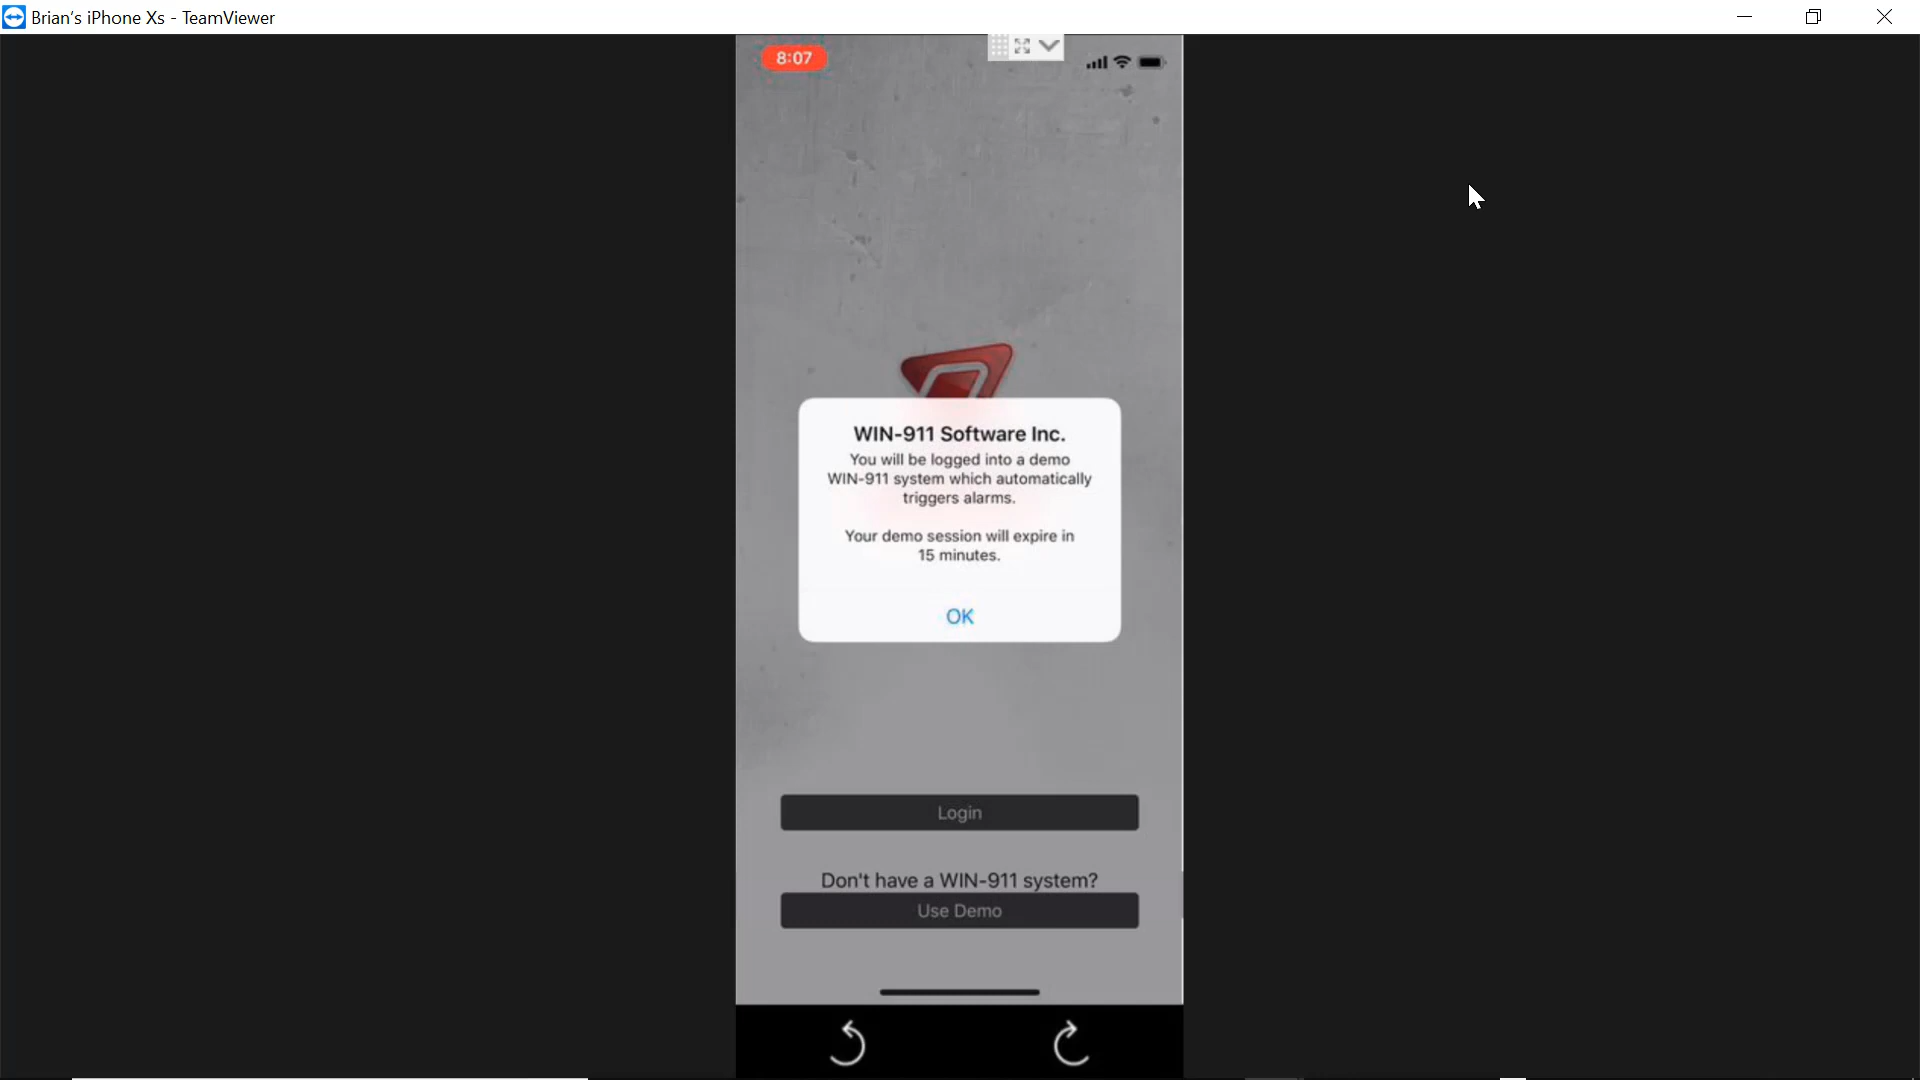 Brian's iPhone Xs - TeamViewer
8:07
WIN-911 Software Inc.
You will be logged into a demo
WIN-911 system which automatically
triggers alarms.
Your demo session will expire in
15 minutes.
OK
Login
Don't have a WIN-911 system?
Use Demo